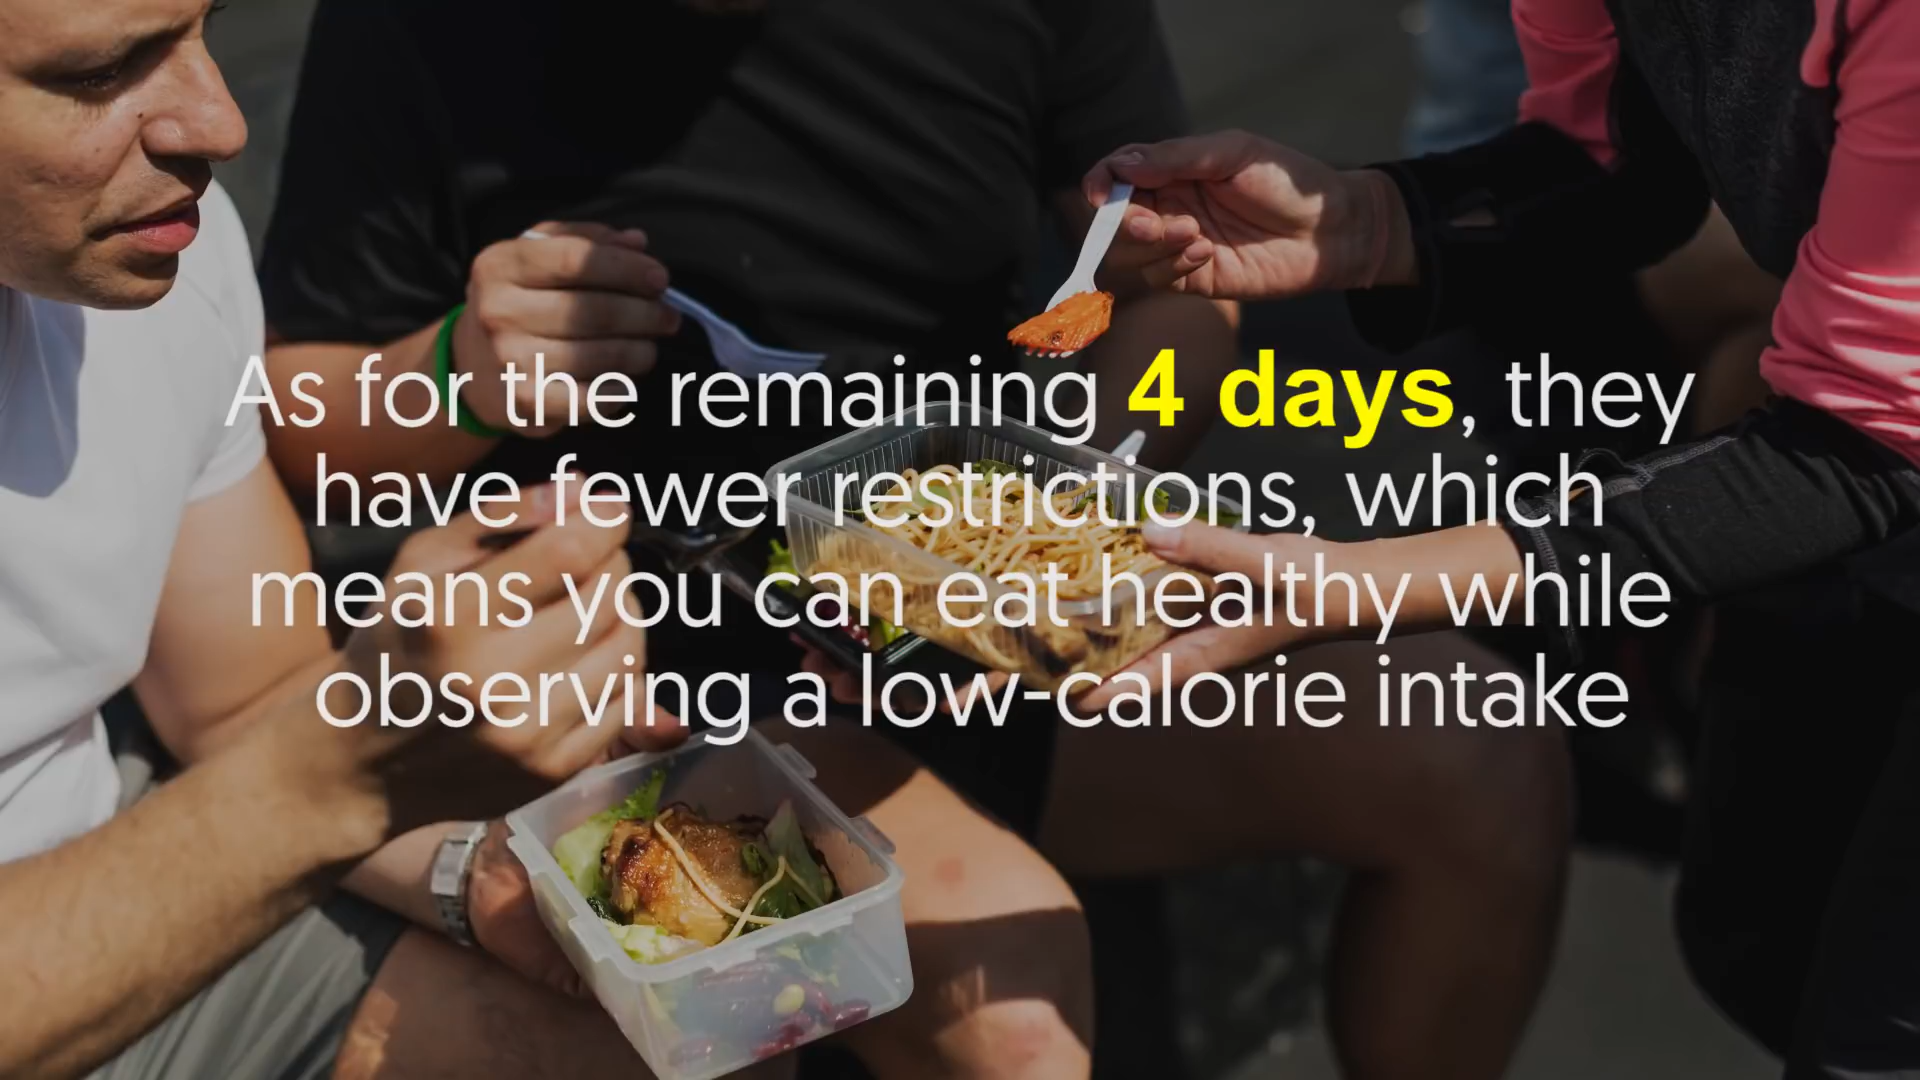 As for the remaining 4 days, they
have fewer restrictions, which
means you can eat healthy while
observing a low-calorie intake